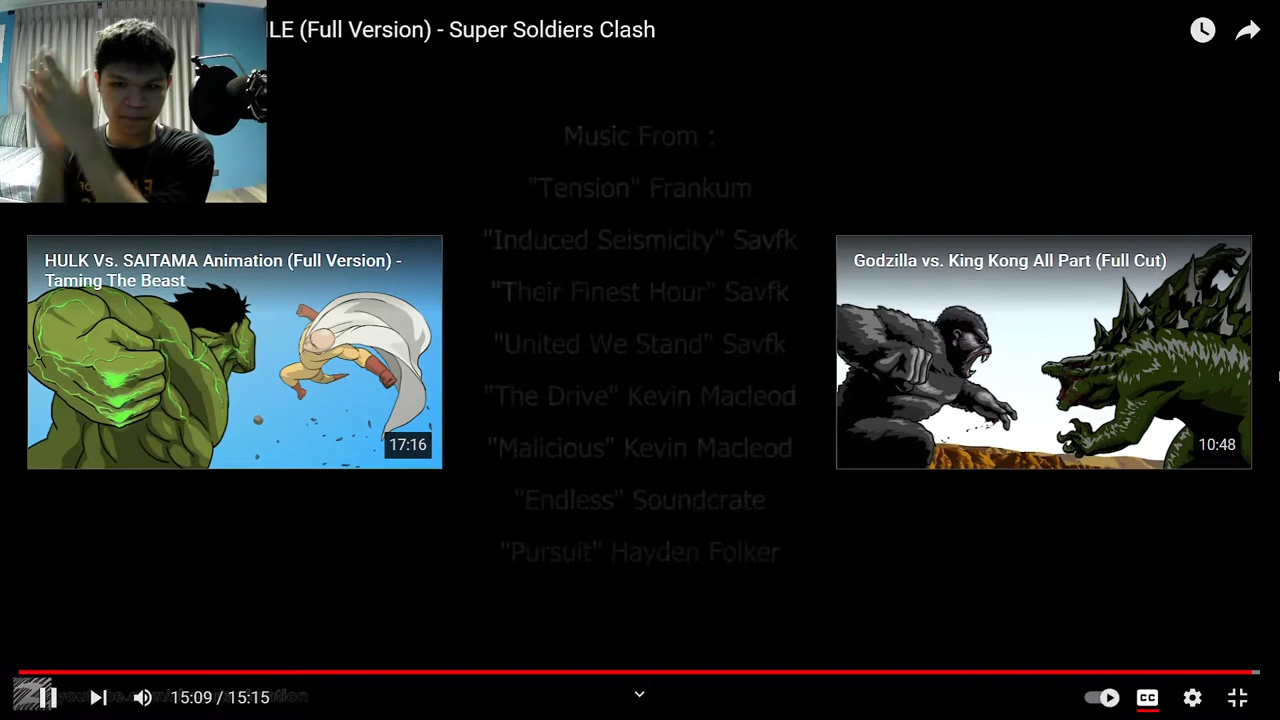 ILE (Full Version) - Super Soldiers Clash
Music From :
"Tension" Frankum
"Induced Seismicity" Savfk
"Their Finest Hour" Savfk
"United We Stand" Savfk
"The Drive" Kevin Macleod
"Malicious" Kevin Macleod
"Endless" Soundcrate
"Pursuit" Hayden Folker
HULK Vs. SAITAMA Animation (Full Version) -
Taming The Beast
17:16
Godzilla vs. King Kong All Part (Full Cut)
10:48
15:09 / 15:15
CC